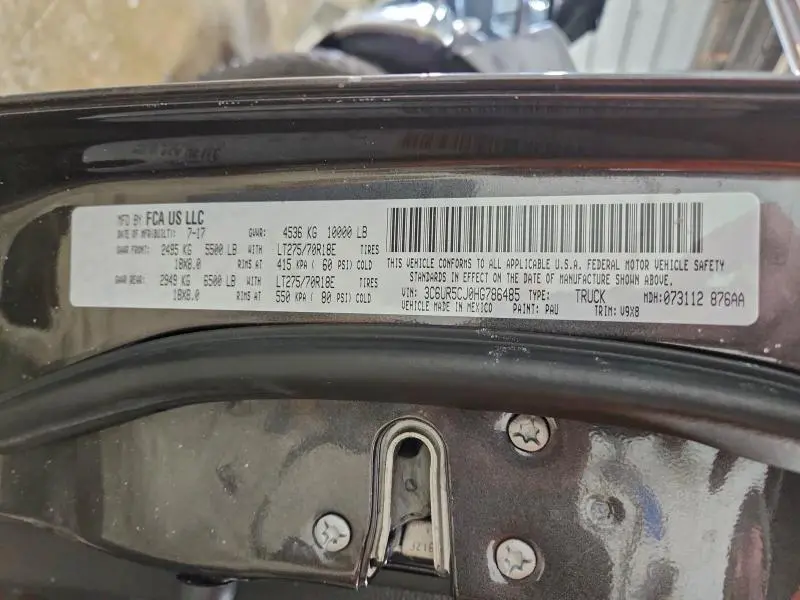 MFD BY FCA US LLC
DATE OF MFR(BUILTL): 7-17 GVWR: 4536 KG 10000 LB
GAWR FRONT: 2495 KG 5500 LB WITH LT275/70R18E TIRES
18X8.0 RIMS AT 415 KPA ( 60 PSI) COLD
GAWR REAR: 2949 KG 6500 LB WITH LT275/70R18E TIRES
18X8.0 RIMS AT 550 KPA ( 80 PSI) COLD
THIS VEHICLE CONFORMS TO ALL APPLICABLE U.S.A. FEDERAL MOTOR VEHICLE SAFETY
STANDARDS IN EFFECT ON THE DATE OF MANUFACTURE SHOWN ABOVE.
VIN: 3C6UR5CJ0HG786485 TYPE: TRUCK MDH:073112 876AA
VEHICLE MADE IN MEXICO PAINT: PAU TRIM: V9X8